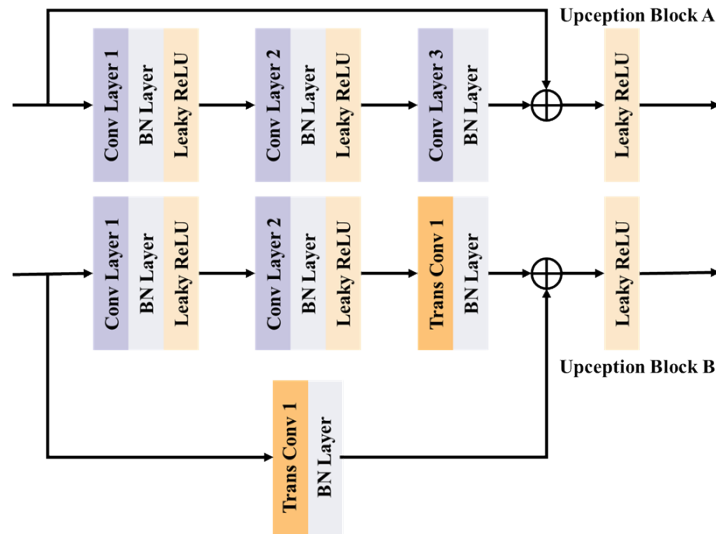 Upception Block A
Conv Layer 1
BN Layer
Leaky ReLU
Conv Layer 2
BN Layer
Leaky ReLU
Conv Layer 3
BN Layer
Leaky ReLU
Conv Layer 1
BN Layer
Leaky ReLU
Conv Layer 2
BN Layer
Leaky ReLU
Trans Conv 1
BN Layer
Leaky ReLU
Upception Block B
Trans Conv 1
BN Layer